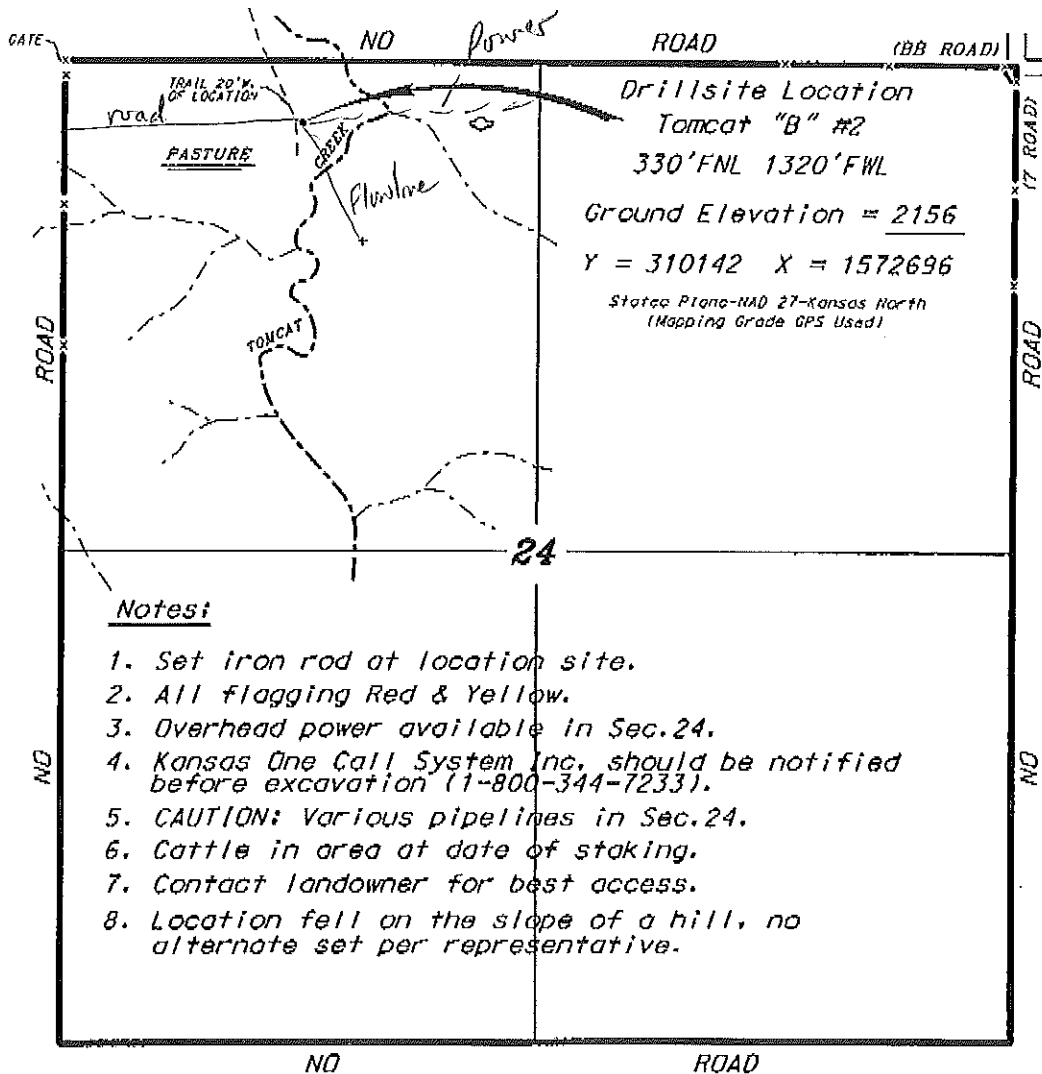 GATE
NO Power ROAD (BB ROAD)
TRAIL 20'W.
OF LOCATION
road
PASTURE
CREEK
Flowline
TOMCAT
Drillsite Location
Tomcat "B" #2
330'FNL 1320'FWL
Ground Elevation = 2156
Y = 310142 X = 1572696
States Plane-NAD 27-Kansas North
(Mapping Grade GPS Used)
(7 ROAD)
ROAD
ROAD
24
Notes:
1. Set iron rod at location site.
2. All flagging Red & Yellow.
3. Overhead power available in Sec.24.
4. Kansas One Call System Inc. should be notified
before excavation (1-800-344-7233).
5. CAUTION: Various pipelines in Sec.24.
6. Cattle in area at date of staking.
7. Contact landowner for best access.
8. Location fell on the slope of a hill, no
alternate set per representative.
NO
NO
NO ROAD